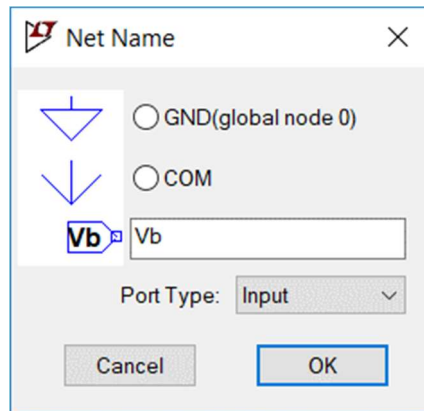 Net Name
GND(global node 0)
COM
Vb Vb
Port Type: Input
Cancel OK